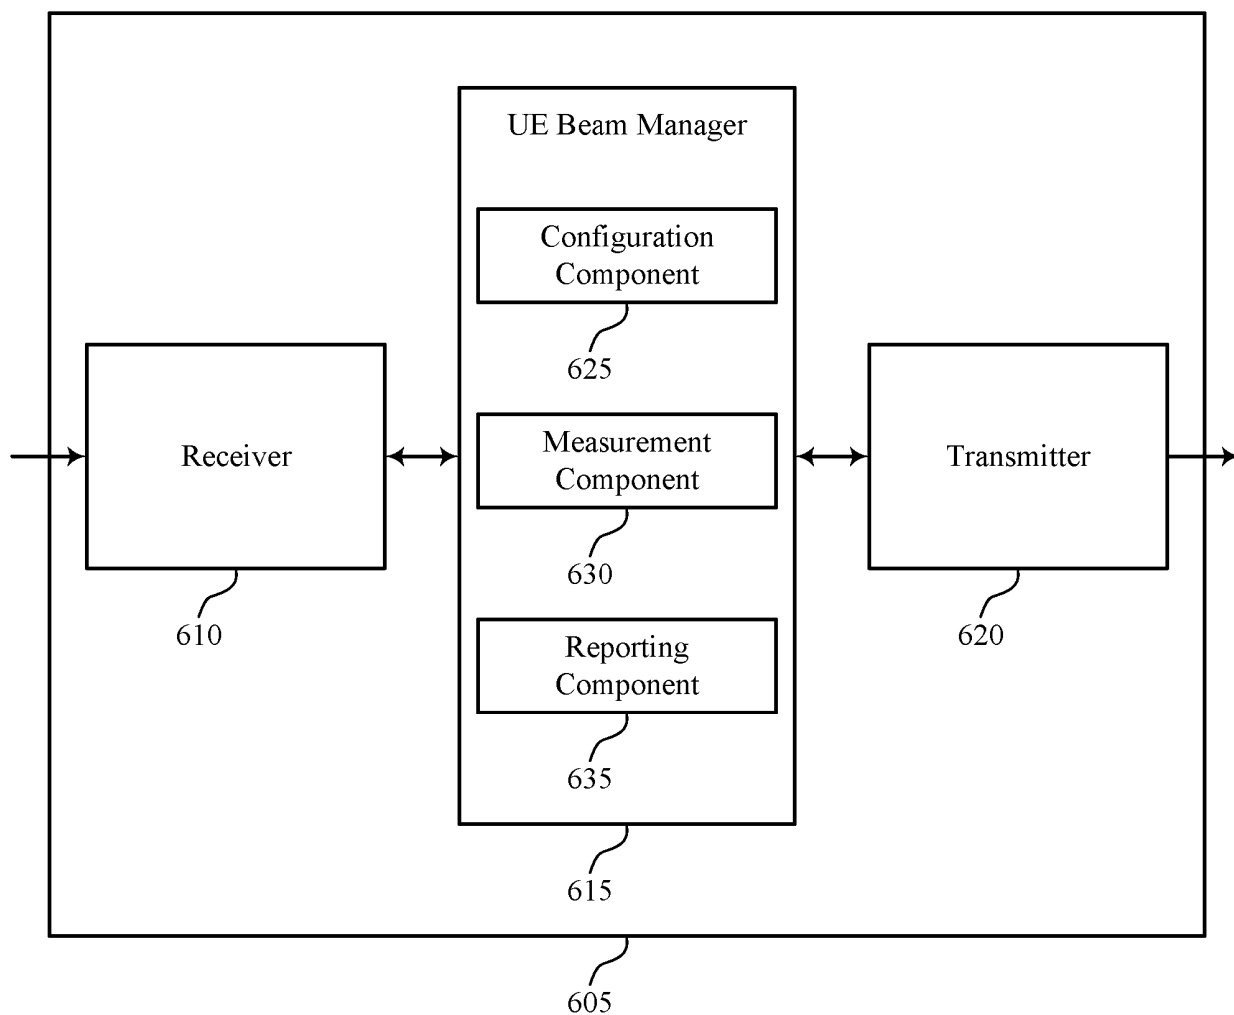 UE Beam Manager
Configuration
Component
625
Receiver
610
Measurement
Component
630
Transmitter
620
Reporting
Component
635
615
605